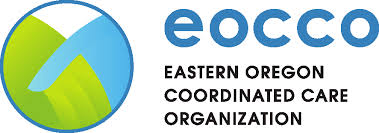 eocco
EASTERN OREGON
COORDINATED CARE
ORGANIZATION